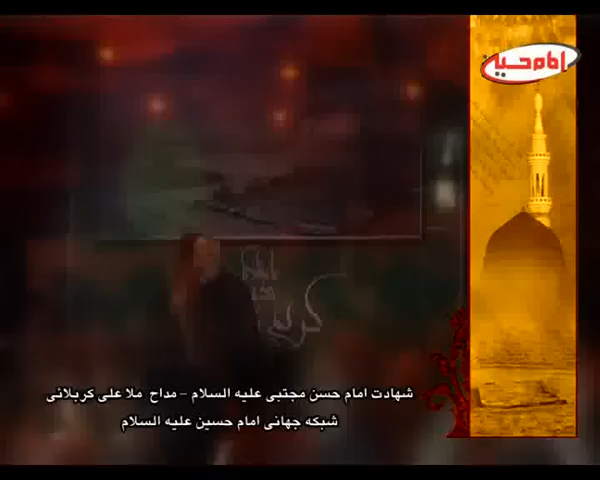 امام حسین
شهادت امام حسن مجتبی علیه السلام – مداح ملا علی کربلائی
شبکه جهانی امام حسین علیه السلام